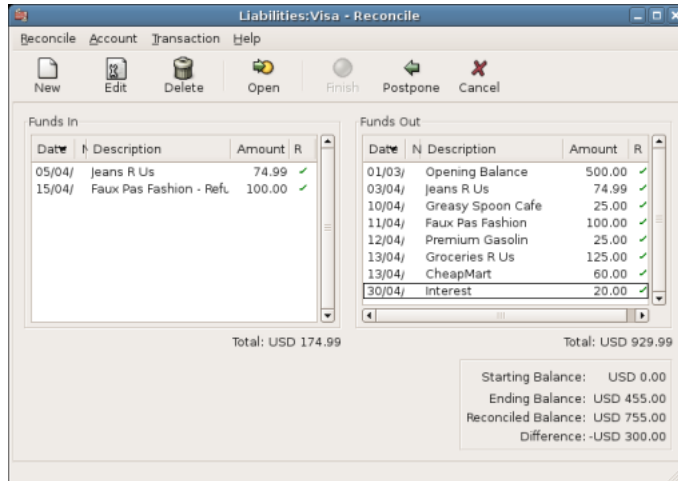 Liabilities:Visa - Reconcile
Reconcile Account Transaction Help
New Edit Delete Open Finish Postpone Cancel
Funds In
Date N Description Amount R
05/04/ Jeans R Us 74.99
15/04/ Faux Pas Fashion - Refu 100.00
Total: USD 174.99
Funds Out
Date N Description Amount R
01/03/ Opening Balance 500.00
03/04/ Jeans R Us 74.99
10/04/ Greasy Spoon Cafe 25.00
11/04/ Faux Pas Fashion 100.00
12/04/ Premium Gasolin 25.00
13/04/ Groceries R Us 125.00
13/04/ CheapMart 60.00
30/04/ Interest 20.00
Total: USD 929.99
Starting Balance: USD 0.00
Ending Balance: USD 455.00
Reconciled Balance: USD 755.00
Difference: -USD 300.00